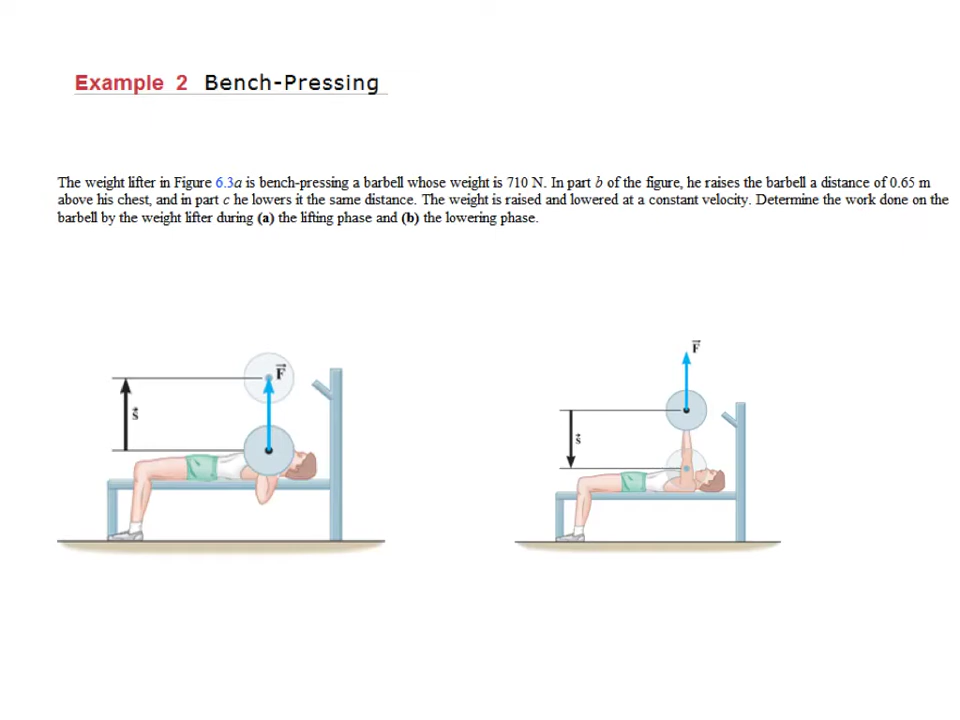 Example 2 Bench-Pressing
The weight lifter in Figure 6.3a is bench-pressing a barbell whose weight is 710 N. In part b of the figure, he raises the barbell a distance of 0.65 m
above his chest, and in part c he lowers it the same distance. The weight is raised and lowered at a constant velocity. Determine the work done on the
barbell by the weight lifter during (a) the lifting phase and (b) the lowering phase.
F
F
s
s